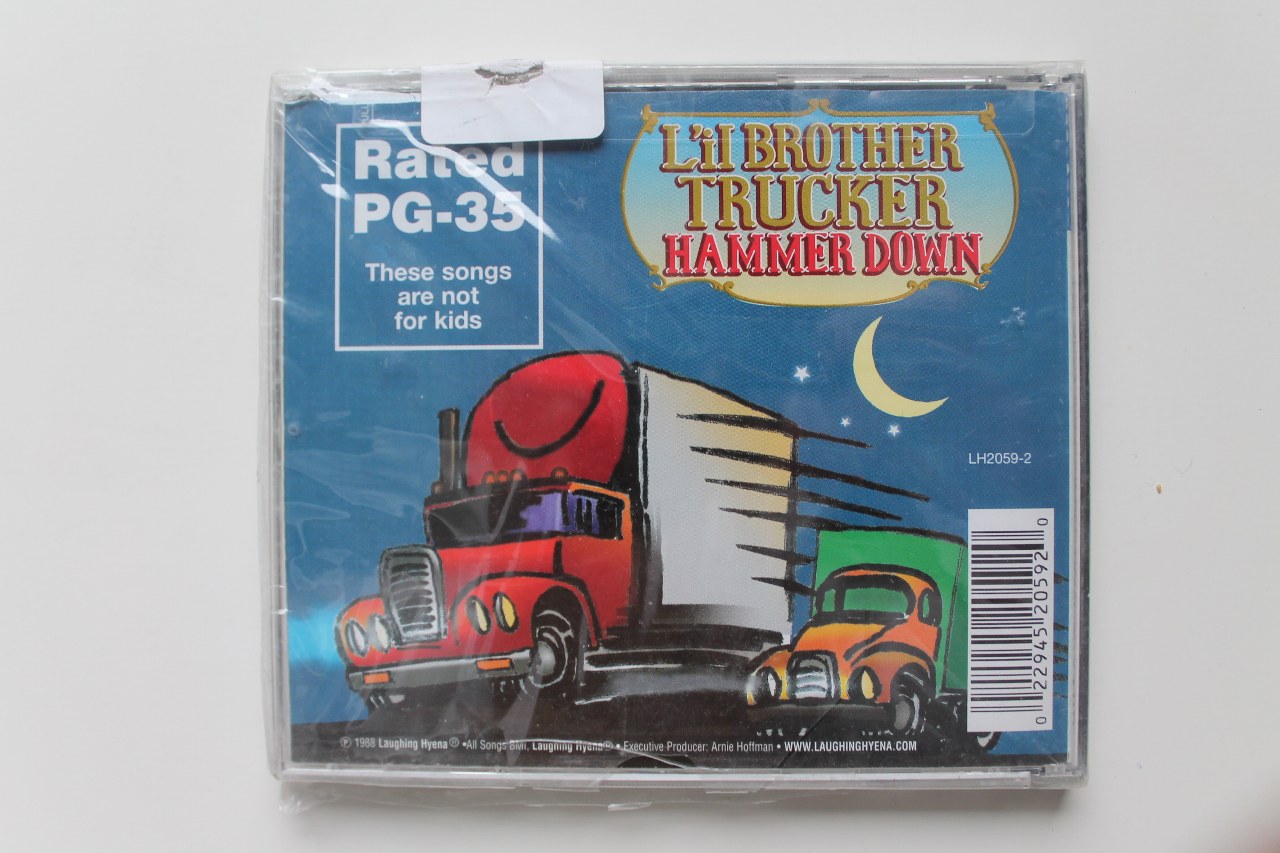 Rated
PG-35
These songs
are not
for kids
L'il BROTHER
TRUCKER
HAMMER DOWN
LH2059-2
0 22945 20592 0
℗ 1988 Laughing Hyena® •All Songs BMI, Laughing Hyena® • Executive Producer: Arnie Hoffman • WWW.LAUGHINGHYENA.COM